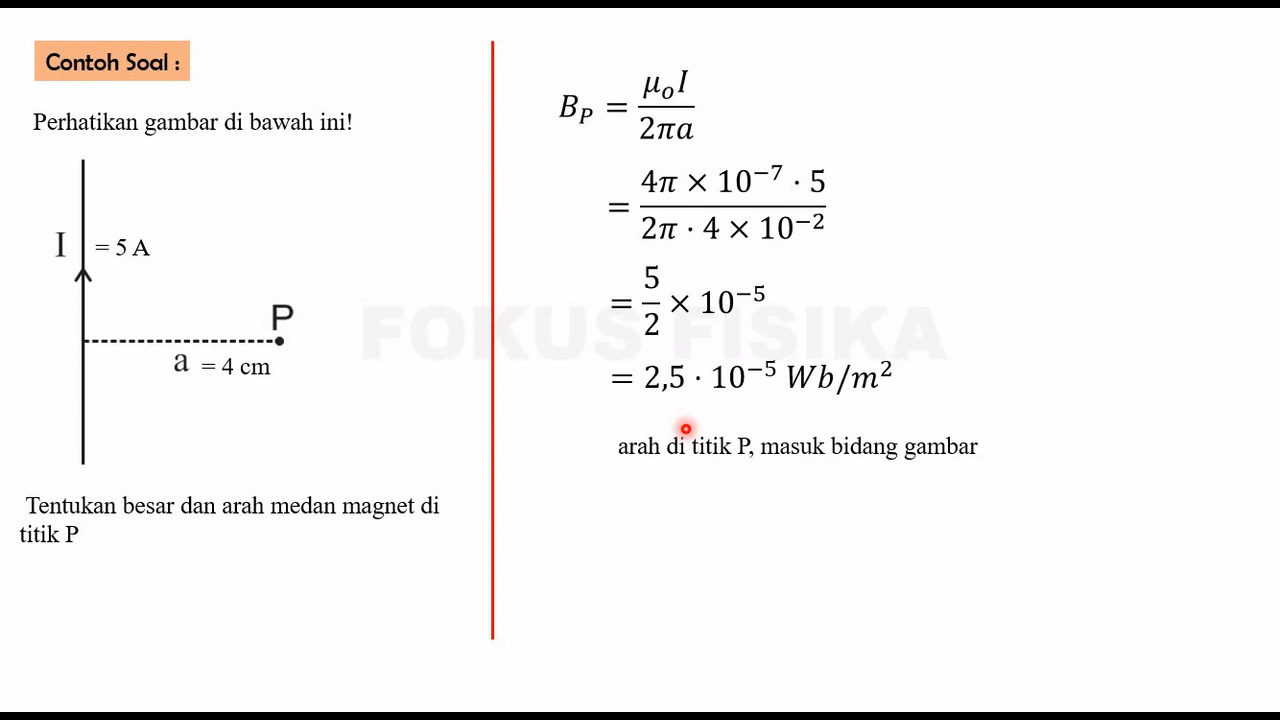 Contoh Soal :
Perhatikan gambar di bawah ini!
I = 5 A
P
a = 4 cm
Tentukan besar dan arah medan magnet di
titik P
B_P = μ_o I / 2πa
= 4π × 10⁻⁷ · 5 / 2π · 4 × 10⁻²
= 5/2 × 10⁻⁵
= 2,5 · 10⁻⁵ Wb/m²
arah di titik P, masuk bidang gambar
FOKUS FISIKA